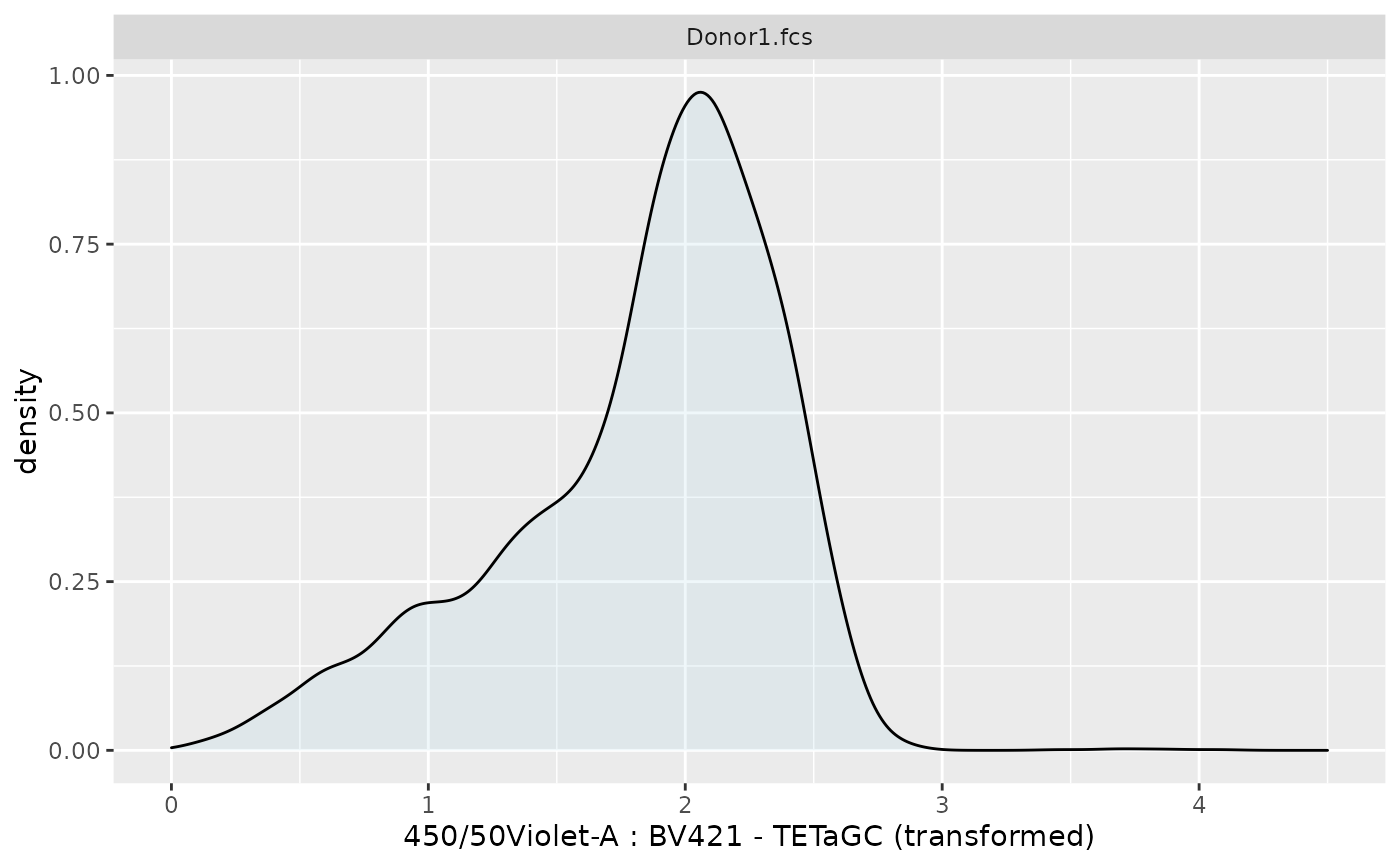 Donor1.fcs
1.00
0.75
0.50
0.25
0.00
density
0 1 2 3 4
450/50Violet-A : BV421 - TETaGC (transformed)